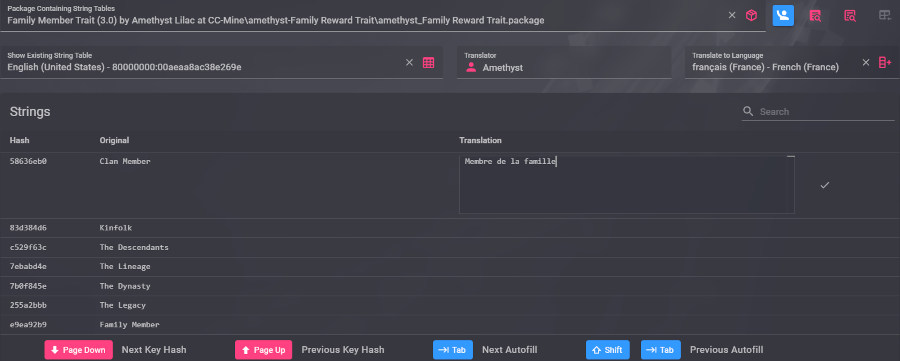 Package Containing String Tables
Family Member Trait (3.0) by Amethyst Lilac at CC-Mine\amethyst-Family Reward Trait\amethyst_Family Reward Trait.package
Show Existing String Table
English (United States) - 80000000:00aeaa8ac38e269e
Translator
Amethyst
Translate to Language
français (France) - French (France)
Strings
Search
Hash Original Translation
58636eb0 Clan Member Membre de la famille
83d384d6 Kinfolk
c529f63c The Descendants
7ebabd4e The Lineage
7b0f845e The Dynasty
255a2bbb The Legacy
e9ea92b9 Family Member
Page Down Next Key Hash Page Up Previous Key Hash Tab Next Autofill Shift Tab Previous Autofill